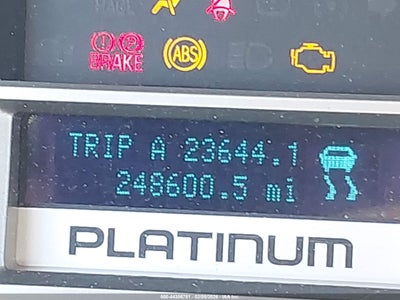 BRAKE
ABS
TRIP A 23644.1
248600.5 mi
PLATINUM